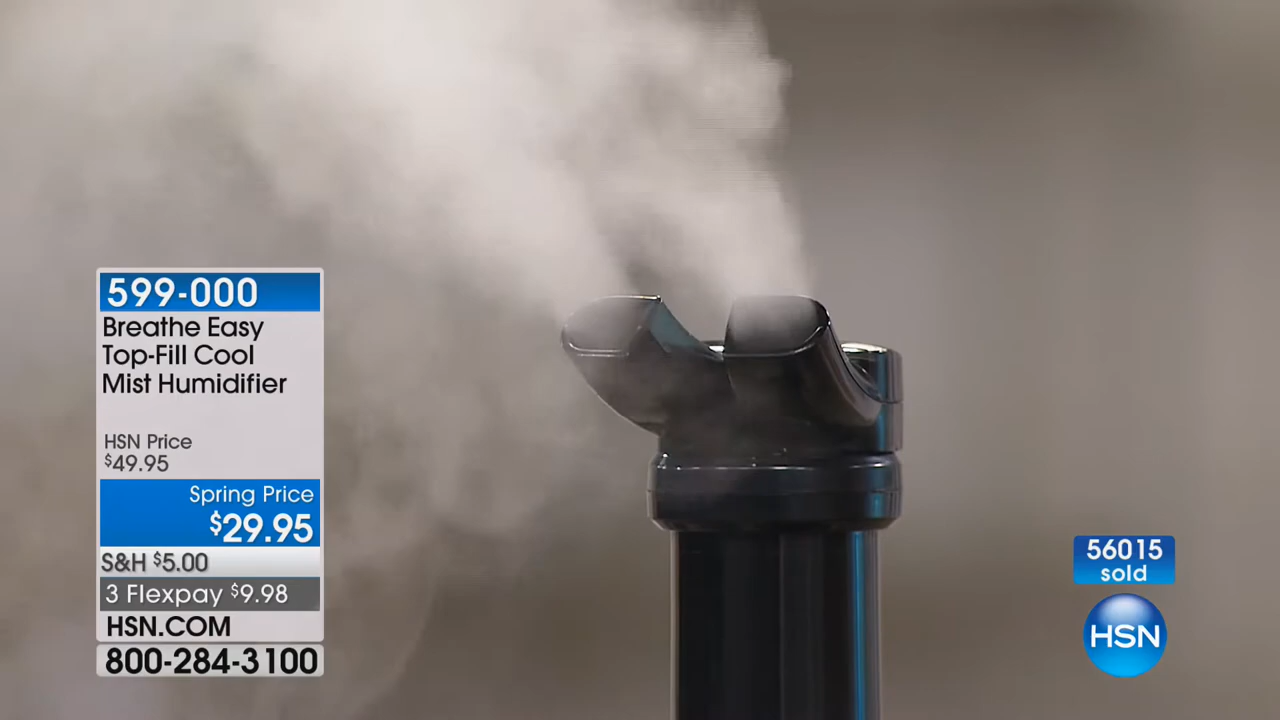 599-000
Breathe Easy
Top-Fill Cool
Mist Humidifier
HSN Price
$49.95
Spring Price
$29.95
S&H $5.00
3 Flexpay $9.98
HSN.COM
800-284-3100
56015
sold
HSN